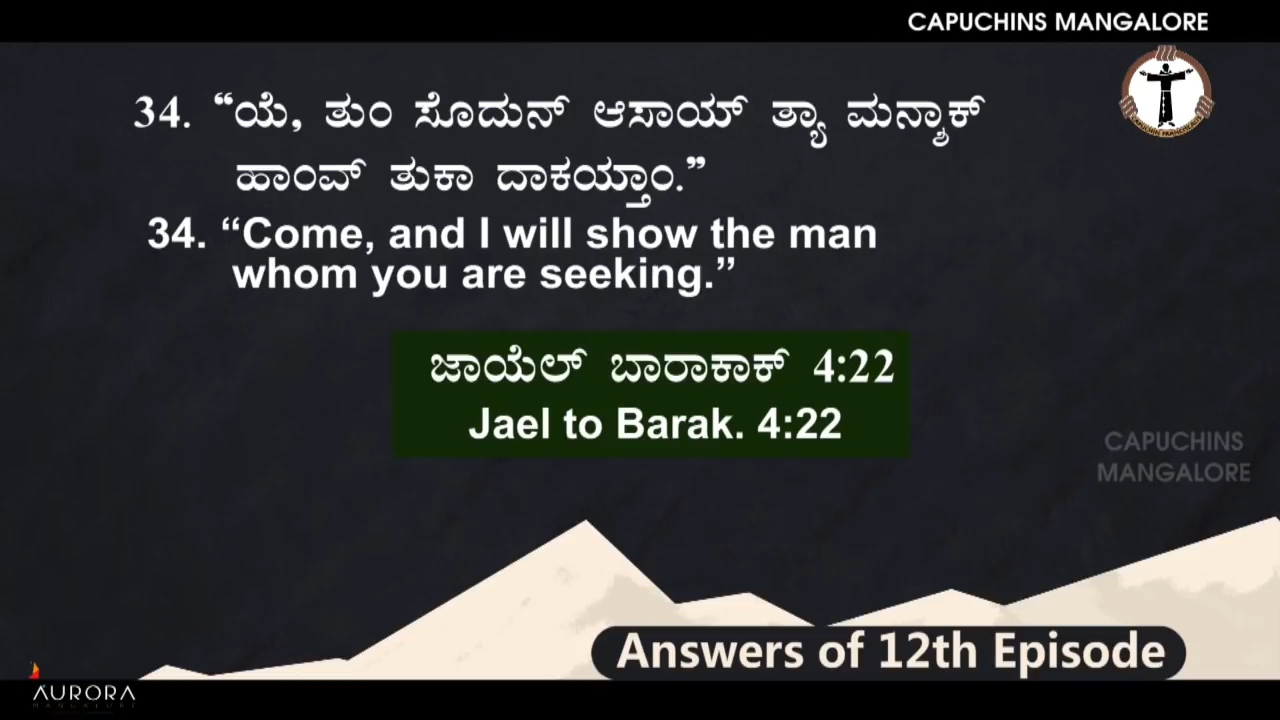 CAPUCHINS MANGALORE
34. “ಯೆ, ತುಂ ಸೊದುನ್ ಆಸಾಯ್ ತ್ಯಾ ಮನ್ಶಾಕ್
ಹಾಂವ್ ತುಕಾ ದಾಕಯ್ತಾಂ.”
34. “Come, and I will show the man
whom you are seeking.”
ಜಾಯೆಲ್ ಬಾರಾಕಾಕ್ 4:22
Jael to Barak. 4:22
CAPUCHINS
MANGALORE
Answers of 12th Episode
AURORA
MANGALORE